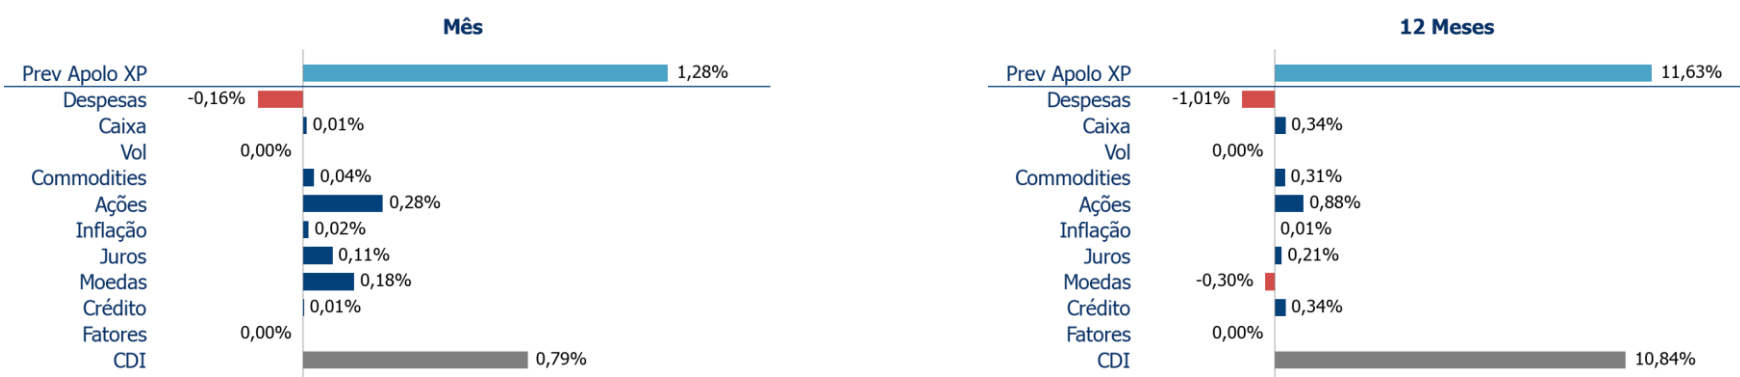 Mês
Prev Apolo XP 1,28%
Despesas -0,16%
Caixa 0,01%
Vol 0,00%
Commodities 0,04%
Ações 0,28%
Inflação 0,02%
Juros 0,11%
Moedas 0,18%
Crédito 0,01%
Fatores 0,00%
CDI 0,79%
12 Meses
Prev Apolo XP 11,63%
Despesas -1,01%
Caixa 0,34%
Vol 0,00%
Commodities 0,31%
Ações 0,88%
Inflação 0,01%
Juros 0,21%
Moedas -0,30%
Crédito 0,34%
Fatores 0,00%
CDI 10,84%